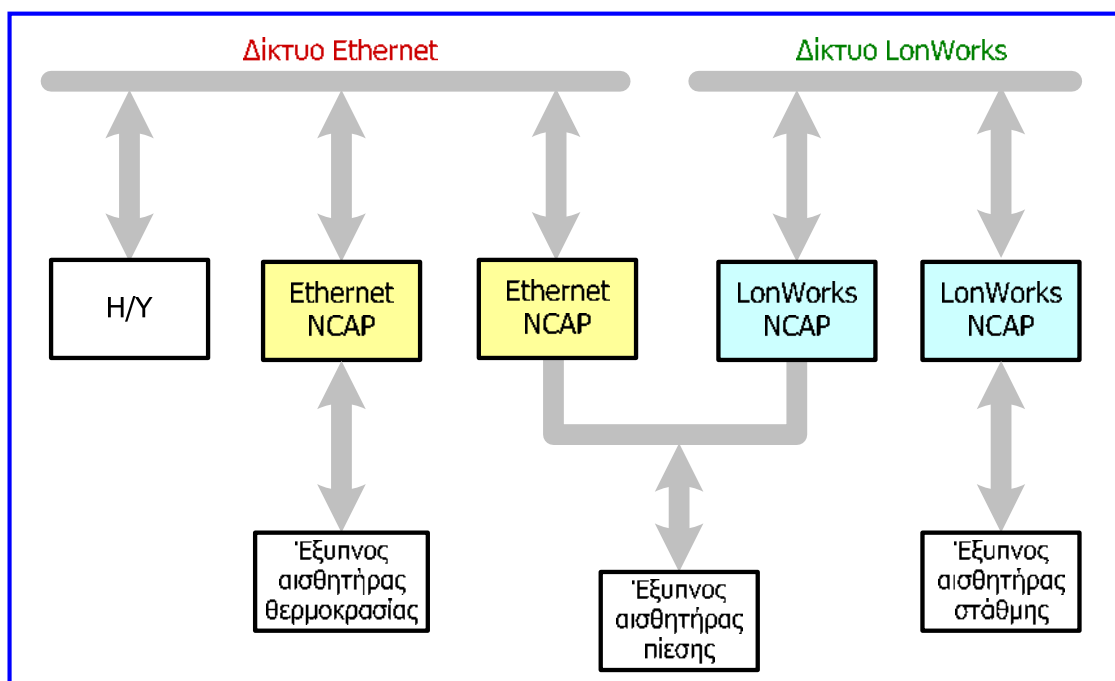 Δίκτυο Ethernet
Δίκτυο LonWorks
Η/Υ
Ethernet
NCAP
Ethernet
NCAP
LonWorks
NCAP
LonWorks
NCAP
Έξυπνος
αισθητήρας
θερμοκρασίας
Έξυπνος
αισθητήρας
πίεσης
Έξυπνος
αισθητήρας
στάθμης